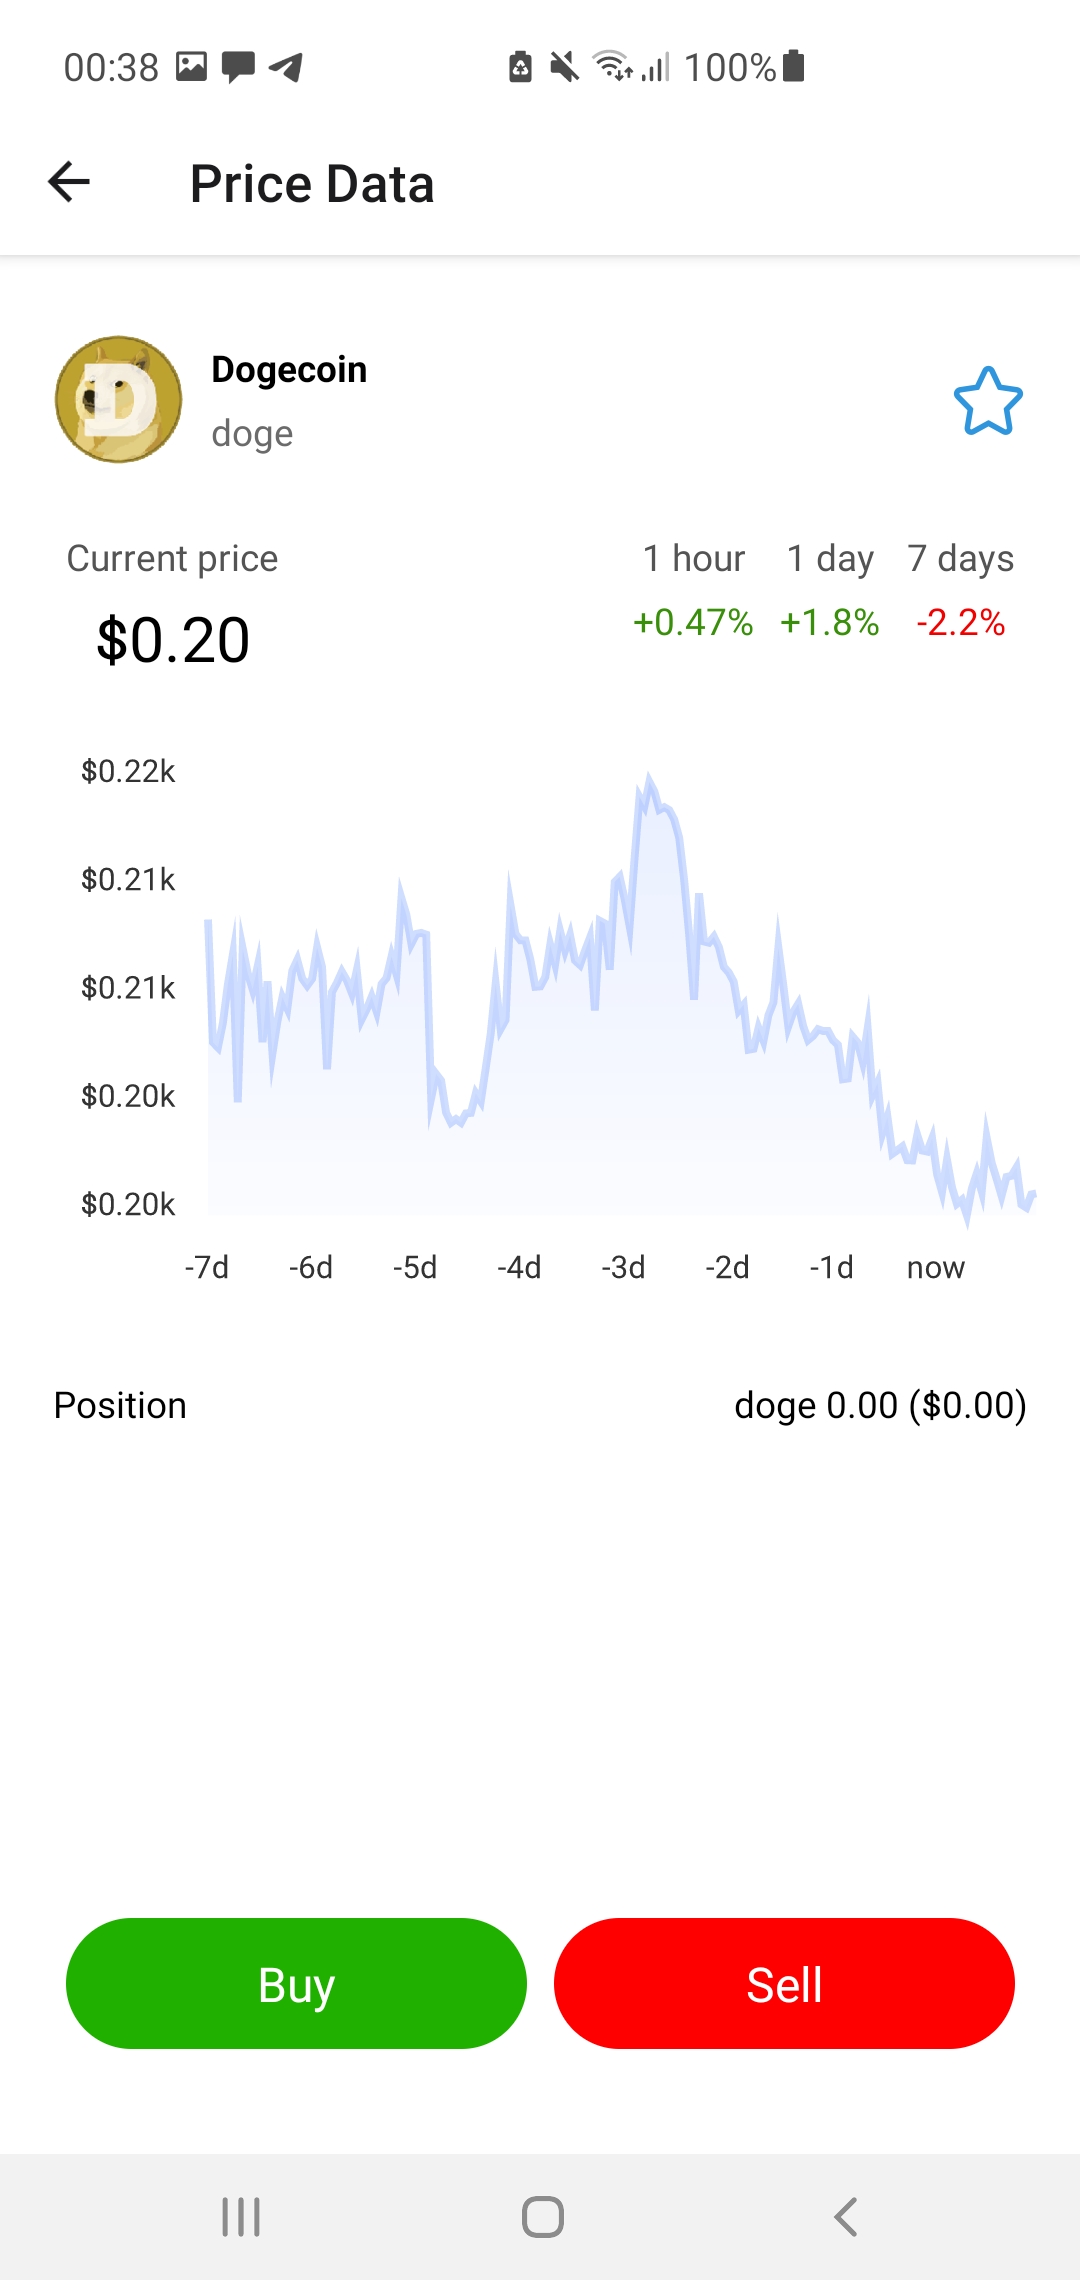 00:38 100%
Price Data
Dogecoin
doge
Current price 1 hour 1 day 7 days
$0.20 +0.47% +1.8% -2.2%
$0.22k
$0.21k
$0.21k
$0.20k
$0.20k
-7d -6d -5d -4d -3d -2d -1d now
Position doge 0.00 ($0.00)
Buy Sell